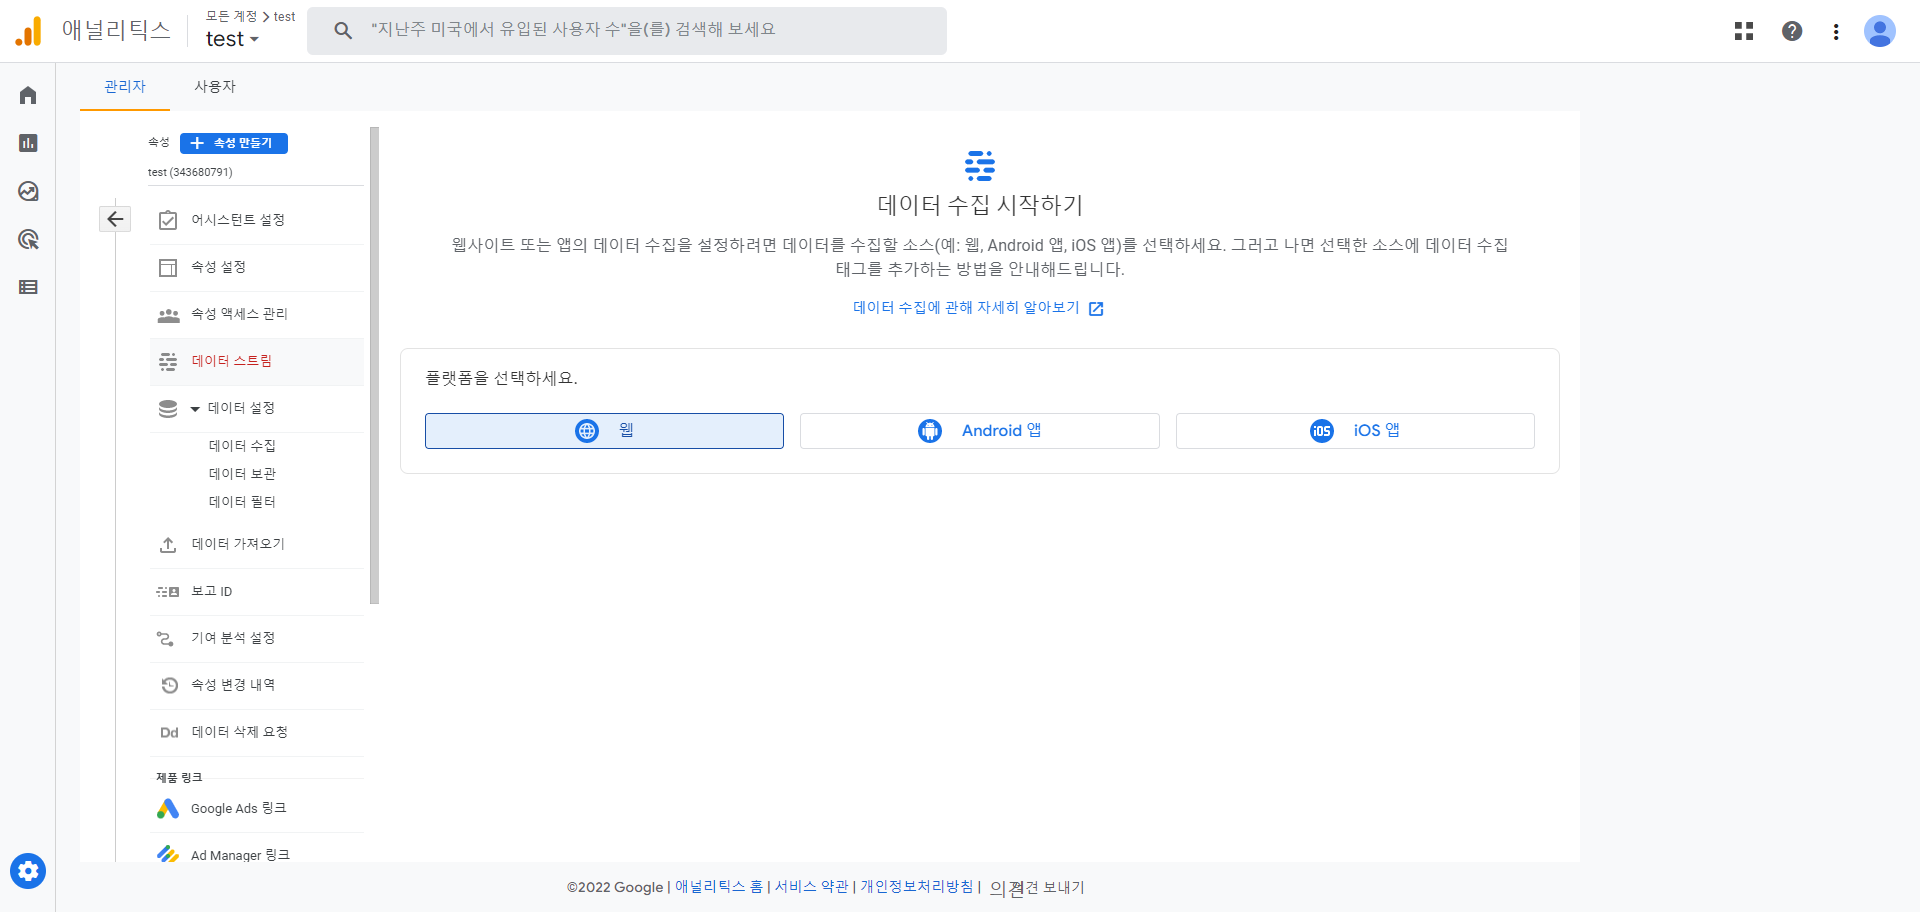 애널리틱스
모든 계정 > test
test
"지난주 미국에서 유입된 사용자 수"을(를) 검색해 보세요
관리자
사용자
속성
+ 속성 만들기
test (343680791)
어시스턴트 설정
속성 설정
속성 액세스 관리
데이터 스트림
데이터 설정
데이터 수집
데이터 보관
데이터 필터
데이터 가져오기
보고 ID
기여 분석 설정
속성 변경 내역
Dd 데이터 삭제 요청
제품 링크
Google Ads 링크
Ad Manager 링크
데이터 수집 시작하기
웹사이트 또는 앱의 데이터 수집을 설정하려면 데이터를 수집할 소스(예: 웹, Android 앱, iOS 앱)를 선택하세요. 그러고 나면 선택한 소스에 데이터 수집
태그를 추가하는 방법을 안내해드립니다.
데이터 수집에 관해 자세히 알아보기
플랫폼을 선택하세요.
웹
Android 앱
iOS iOS 앱
©2022 Google | 애널리틱스 홈 | 서비스 약관 | 개인정보처리방침 | 의견 의견 보내기